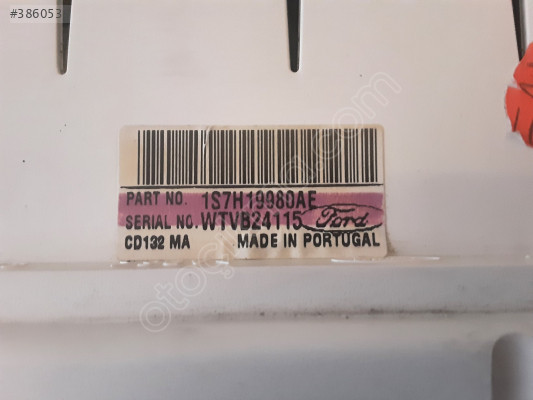 #386053
PART NO. 1S7H19980AE
SERIAL NO. WTVB24115 Ford
CD132 MA MADE IN PORTUGAL